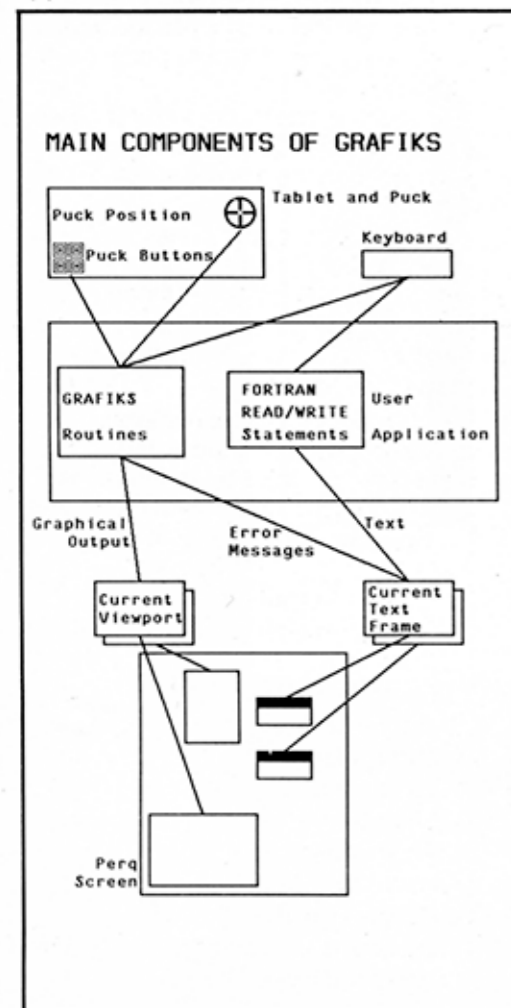 MAIN COMPONENTS OF GRAFIKS
Tablet and Puck
Puck Position
Puck Buttons
Keyboard
GRAFIKS
Routines
FORTRAN
READ/WRITE
Statements
User
Application
Graphical
Output
Error
Messages
Text
Current
Viewport
Current
Text
Frame
Perq
Screen